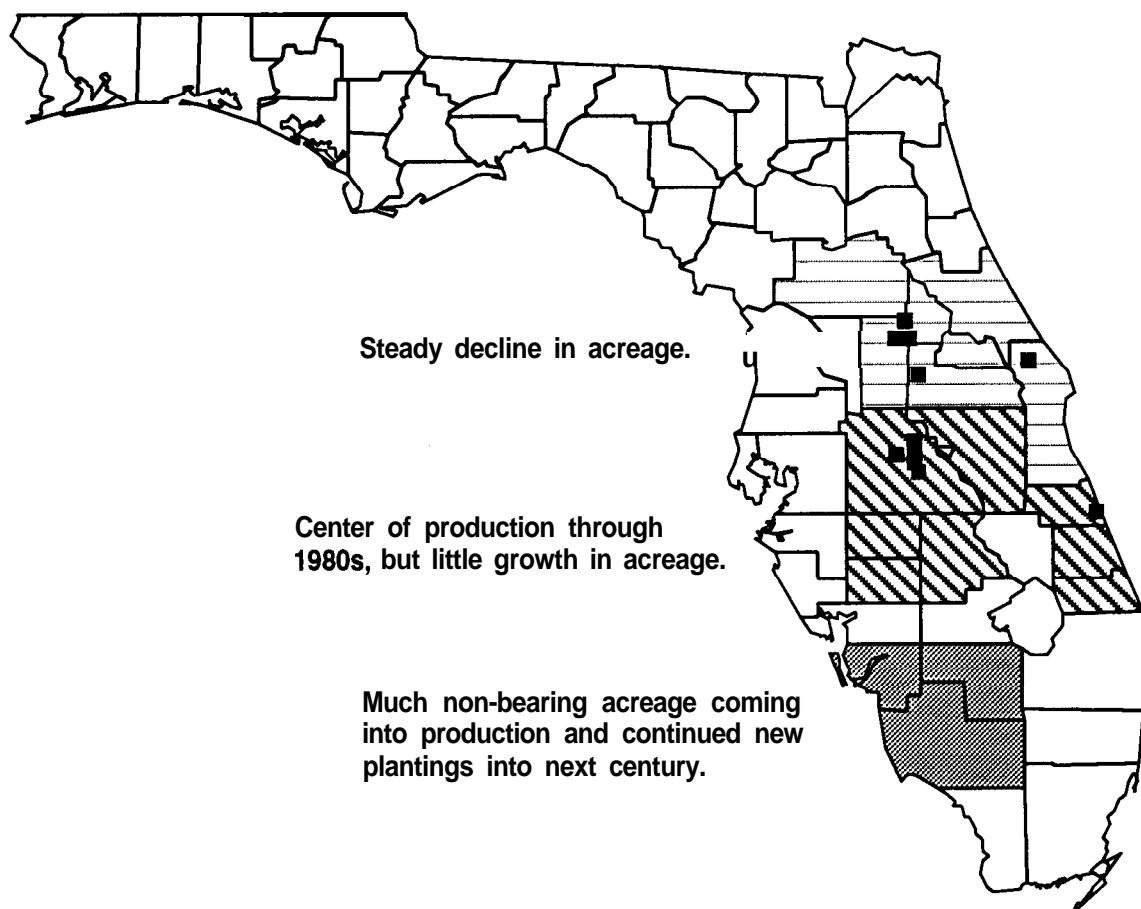 Steady decline in acreage.
u
Center of production through
1980s, but little growth in acreage.
Much non-bearing acreage coming
into production and continued new
plantings into next century.